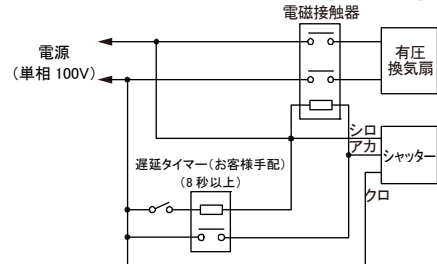 電磁接触器
電源
(単相 100V)
有圧
換気扇
シロ
アカ
シャッター
遅延タイマー(お客様手配)
(8 秒以上)
クロ